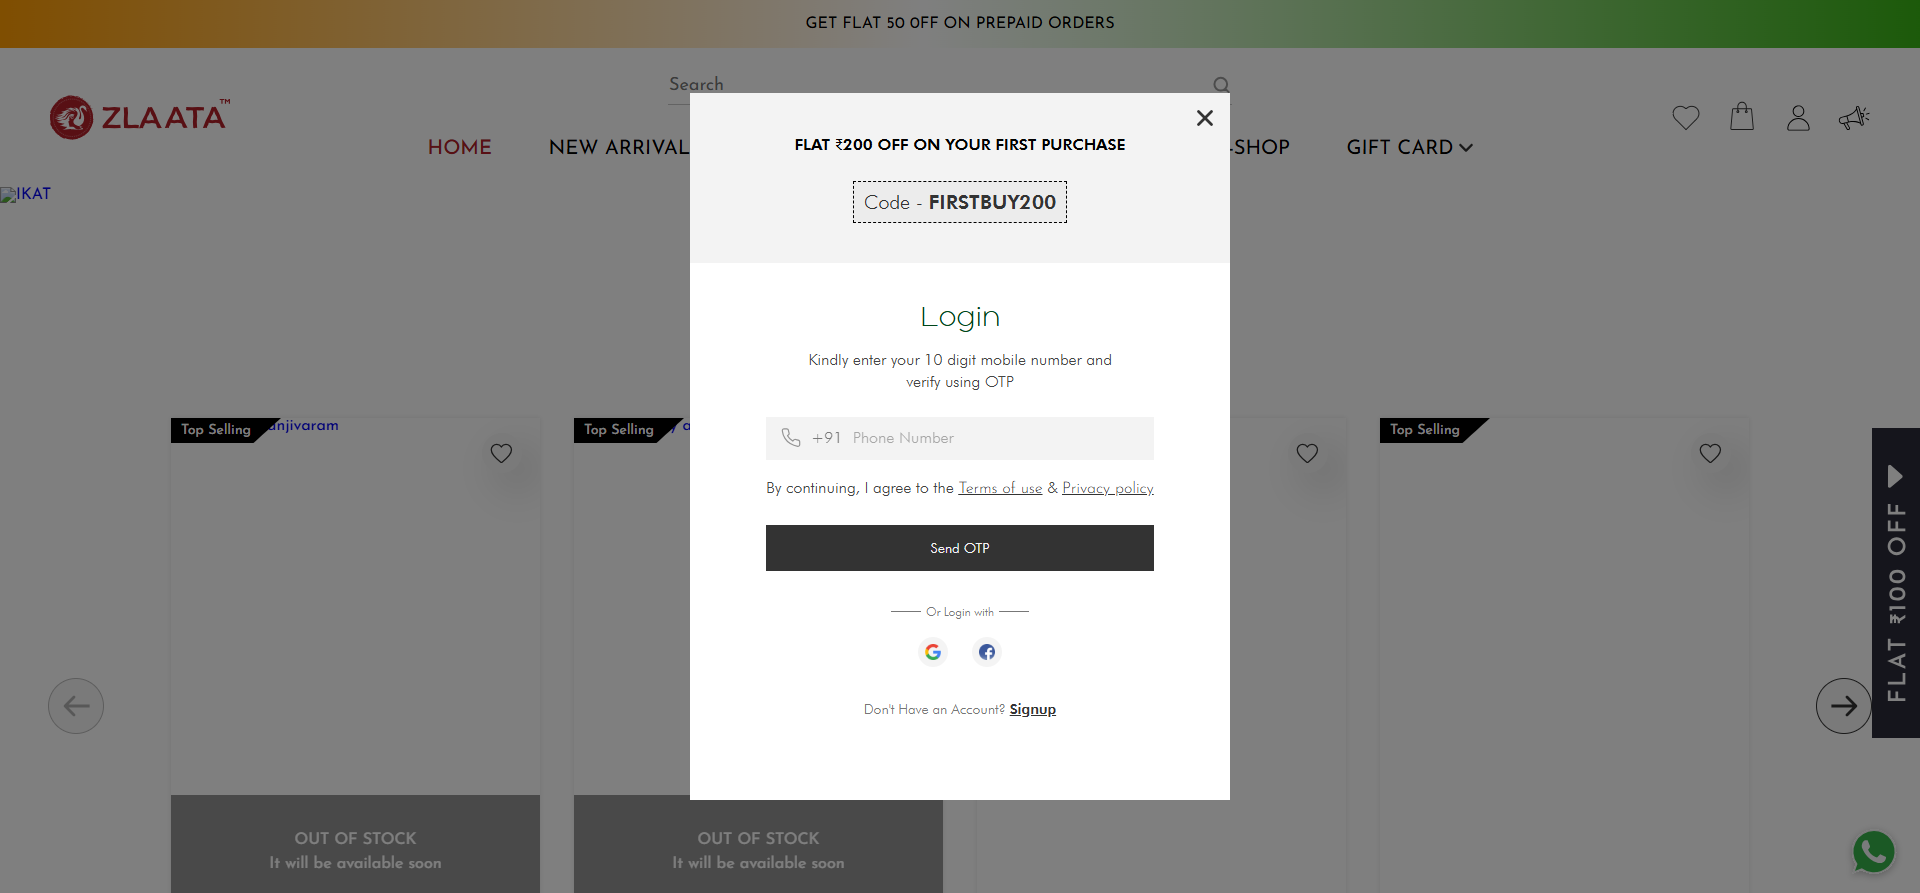 GET FLAT 50 0FF ON PREPAID ORDERS
Search
ZLAATA™
HOME
NEW ARRIVAL
-SHOP
GIFT CARD
IKAT
FLAT ₹200 OFF ON YOUR FIRST PURCHASE
Code - FIRSTBUY200
Login
Kindly enter your 10 digit mobile number and
verify using OTP
+91 Phone Number
By continuing, I agree to the Terms of use & Privacy policy
Send OTP
Or Login with
Don't Have an Account? Signup
Top Selling
anjivaram
Top Selling
y a
Top Selling
FLAT ₹100 OFF
OUT OF STOCK
It will be available soon
OUT OF STOCK
It will be available soon